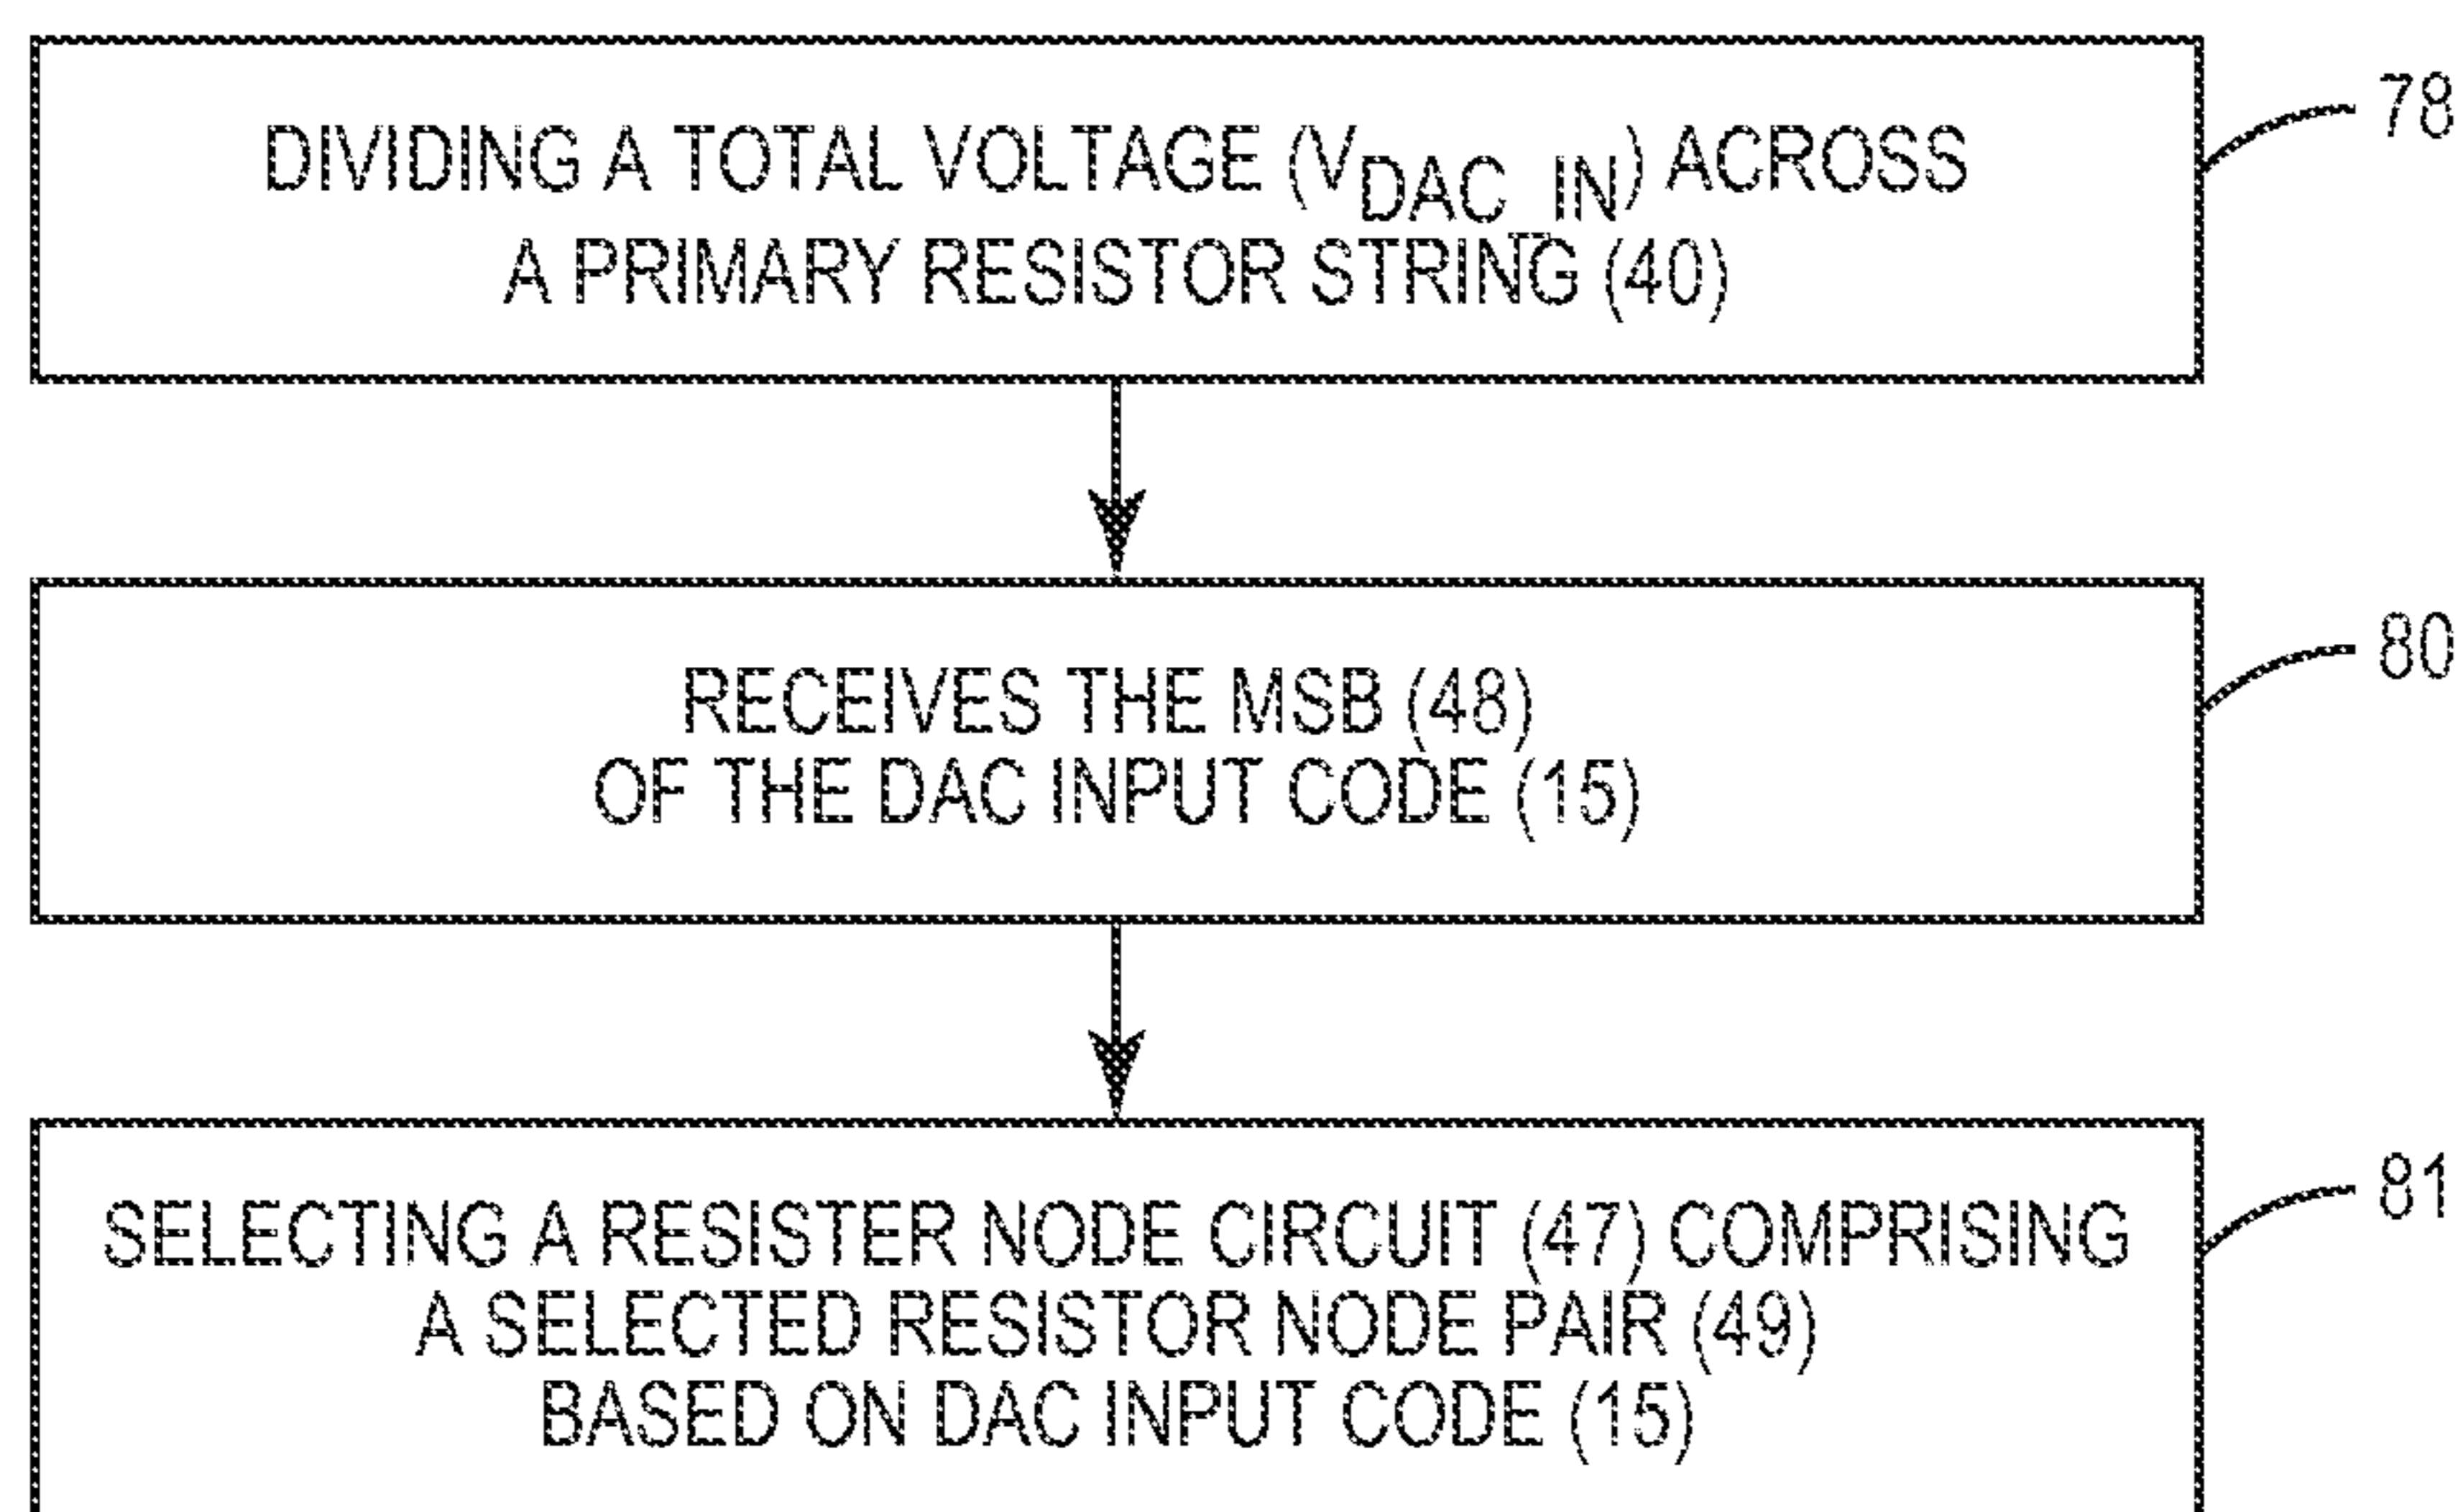 DIVIDING A TOTAL VOLTAGE (VDAC_IN) ACROSS
A PRIMARY RESISTOR STRING (40)
78
RECEIVES THE MSB (48)
OF THE DAC INPUT CODE (15)
80
SELECTING A RESISTER NODE CIRCUIT (47) COMPRISING
A SELECTED RESISTOR NODE PAIR (49)
BASED ON DAC INPUT CODE (15)
81